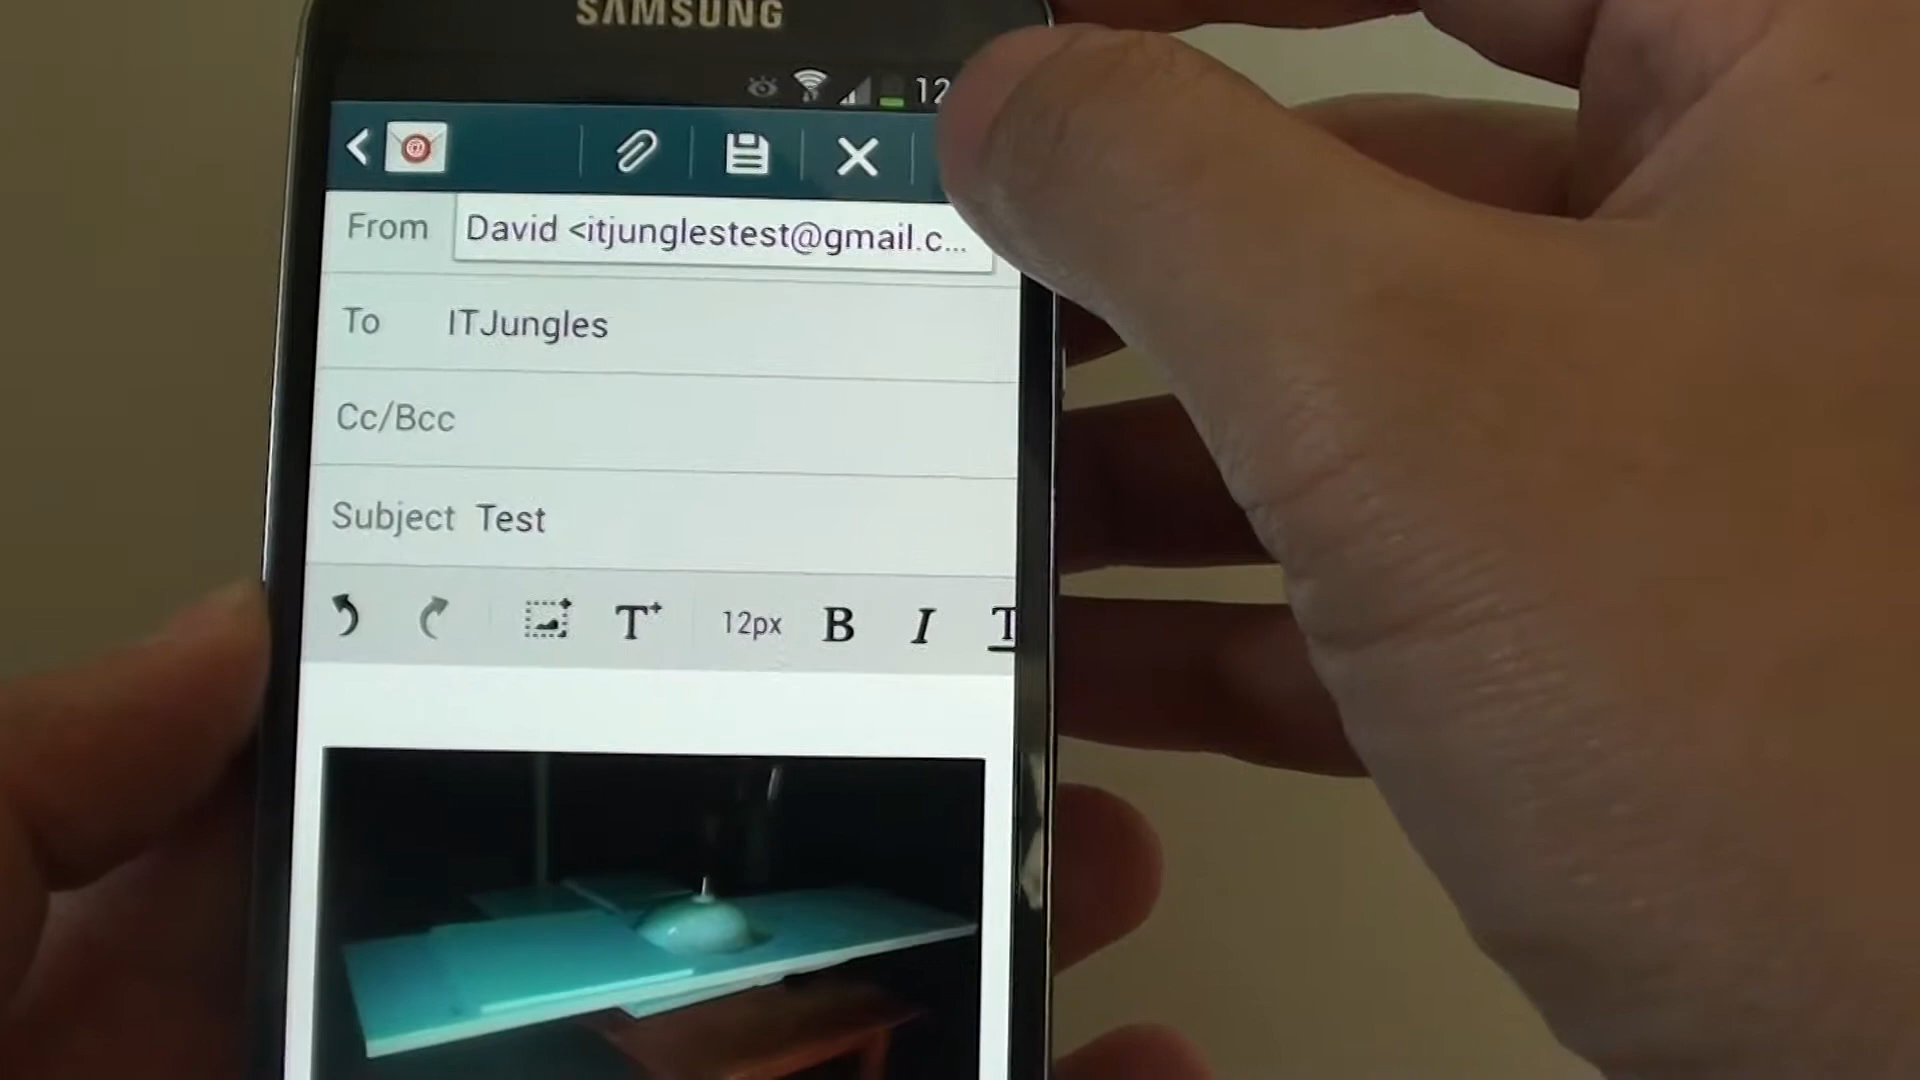 SAMSUNG
12
From David <itjunglestest@gmail.c...
To ITJungles
Cc/Bcc
Subject Test
T+ 12px B I T